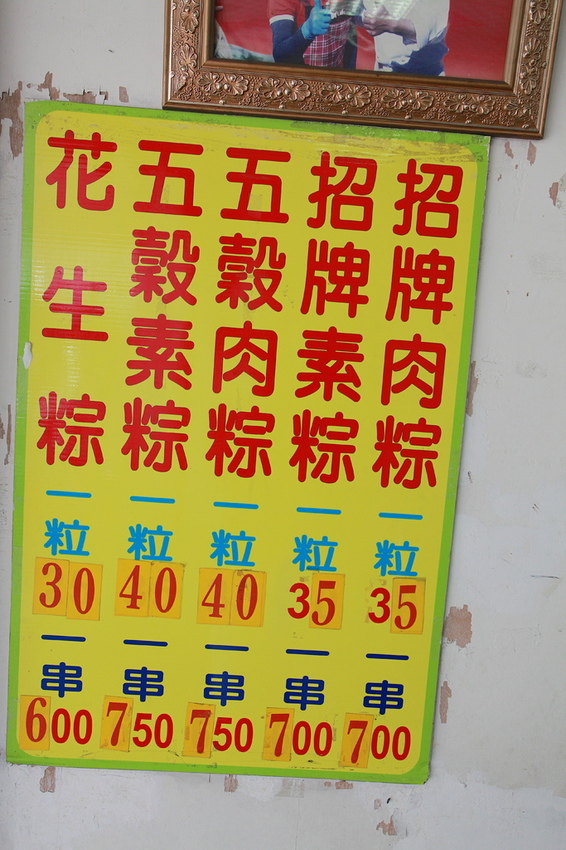 招牌肉粽 一粒 35 一串 700
招牌素粽 一粒 35 一串 700
五穀肉粽 一粒 40 一串 750
五穀素粽 一粒 40 一串 750
花生粽 一粒 30 一串 600